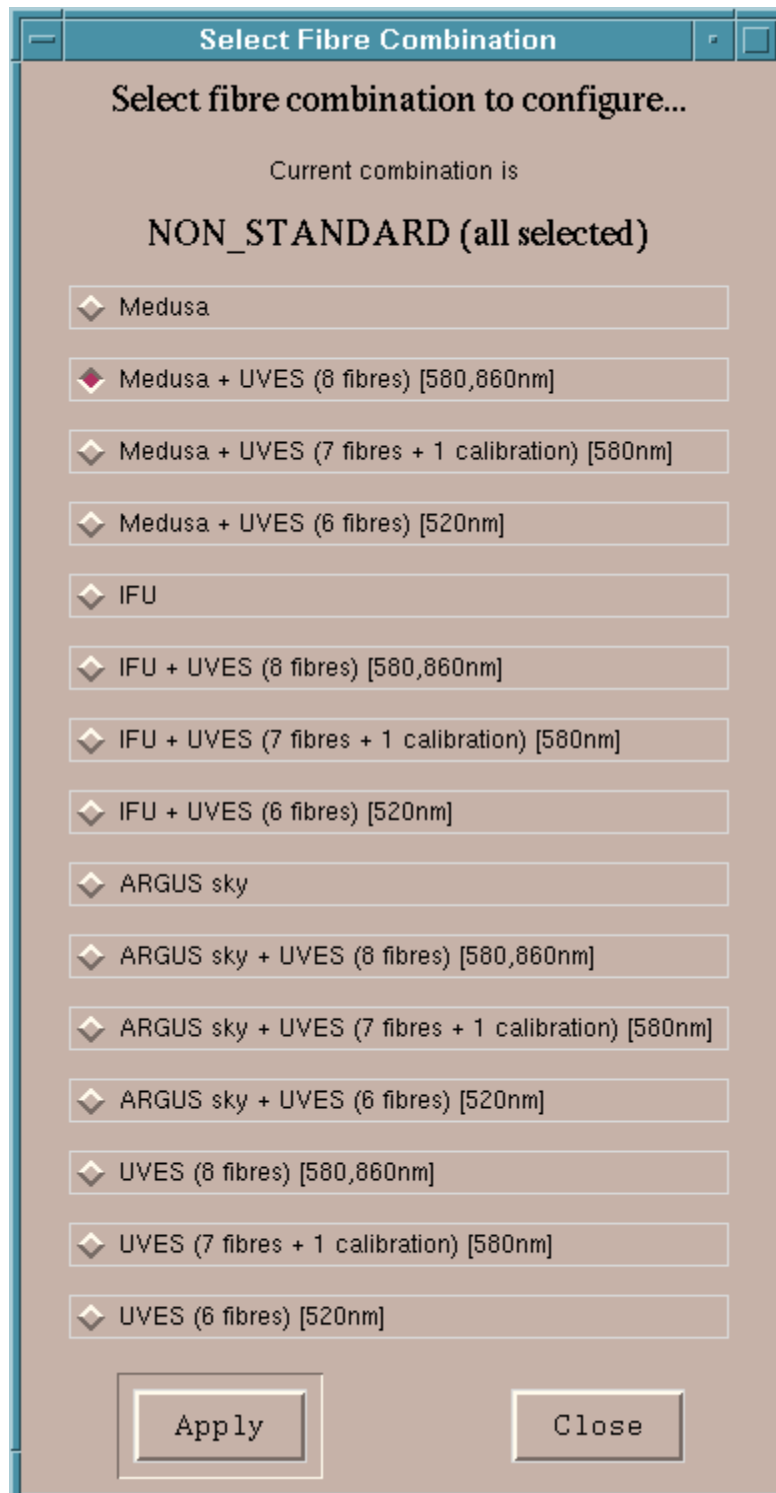 Select Fibre Combination
Select fibre combination to configure...
Current combination is
NON_STANDARD (all selected)
Medusa
Medusa + UVES (8 fibres) [580,860nm]
Medusa + UVES (7 fibres + 1 calibration) [580nm]
Medusa + UVES (6 fibres) [520nm]
IFU
IFU + UVES (8 fibres) [580,860nm]
IFU + UVES (7 fibres + 1 calibration) [580nm]
IFU + UVES (6 fibres) [520nm]
ARGUS sky
ARGUS sky + UVES (8 fibres) [580,860nm]
ARGUS sky + UVES (7 fibres + 1 calibration) [580nm]
ARGUS sky + UVES (6 fibres) [520nm]
UVES (8 fibres) [580,860nm]
UVES (7 fibres + 1 calibration) [580nm]
UVES (6 fibres) [520nm]
Apply Close